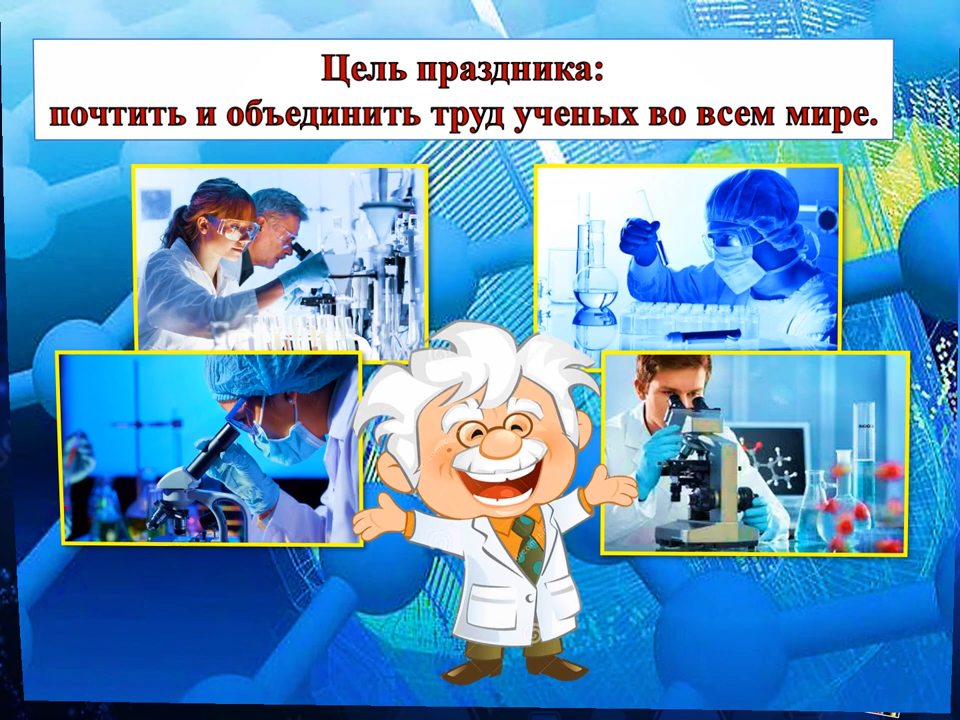 Цель праздника:
почтить и объединить труд ученых во всем мире.